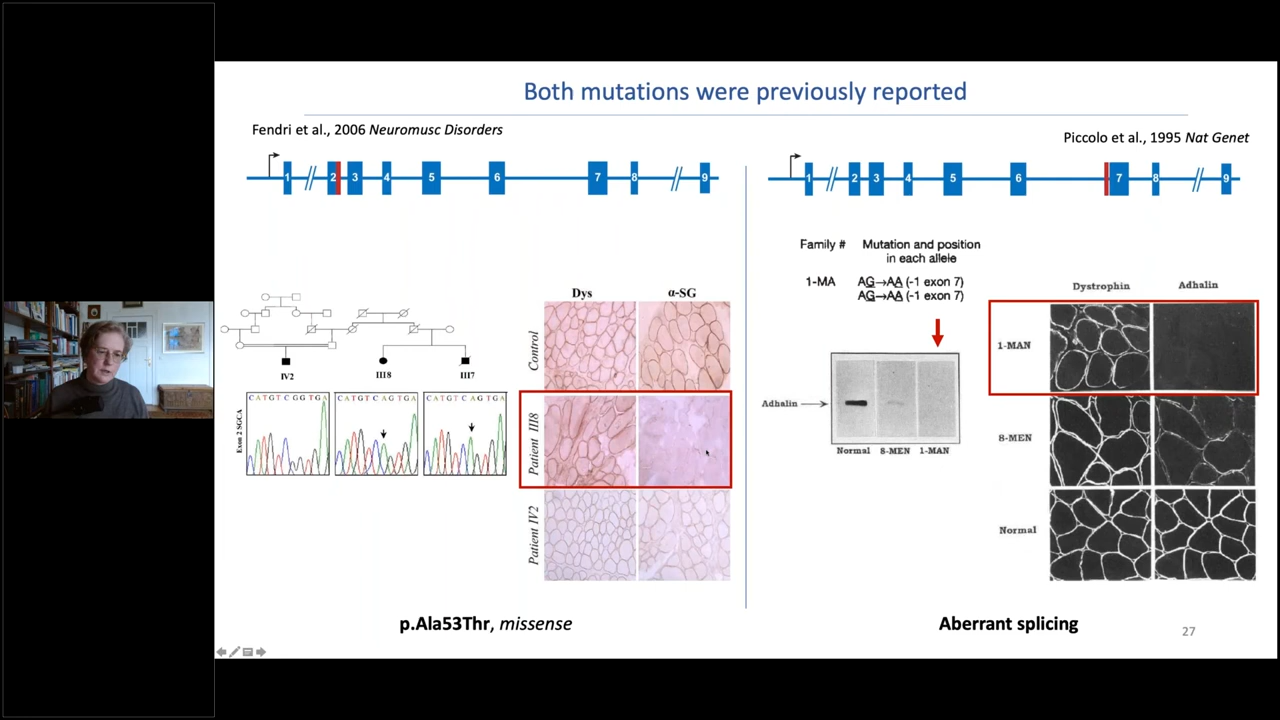 Both mutations were previously reported
Fendri et al., 2006 Neuromusc Disorders
1 2 3 4 5 6 7 8 9
IV2 III8 III7
Exon 2 SGCA
CATGTCGGTGA CATGTCAGTGA CATGTCAGTGA
Dys α-SG
Control
Patient III8
Patient IV2
p.Ala53Thr, missense
Piccolo et al., 1995 Nat Genet
1 2 3 4 5 6 7 8 9
Family # Mutation and position
in each allele
1-MA AG→AA (-1 exon 7)
AG→AA (-1 exon 7)
Adhalin
Normal 8-MEN 1-MAN
Dystrophin Adhalin
1-MAN
8-MEN
Normal
Aberrant splicing
27